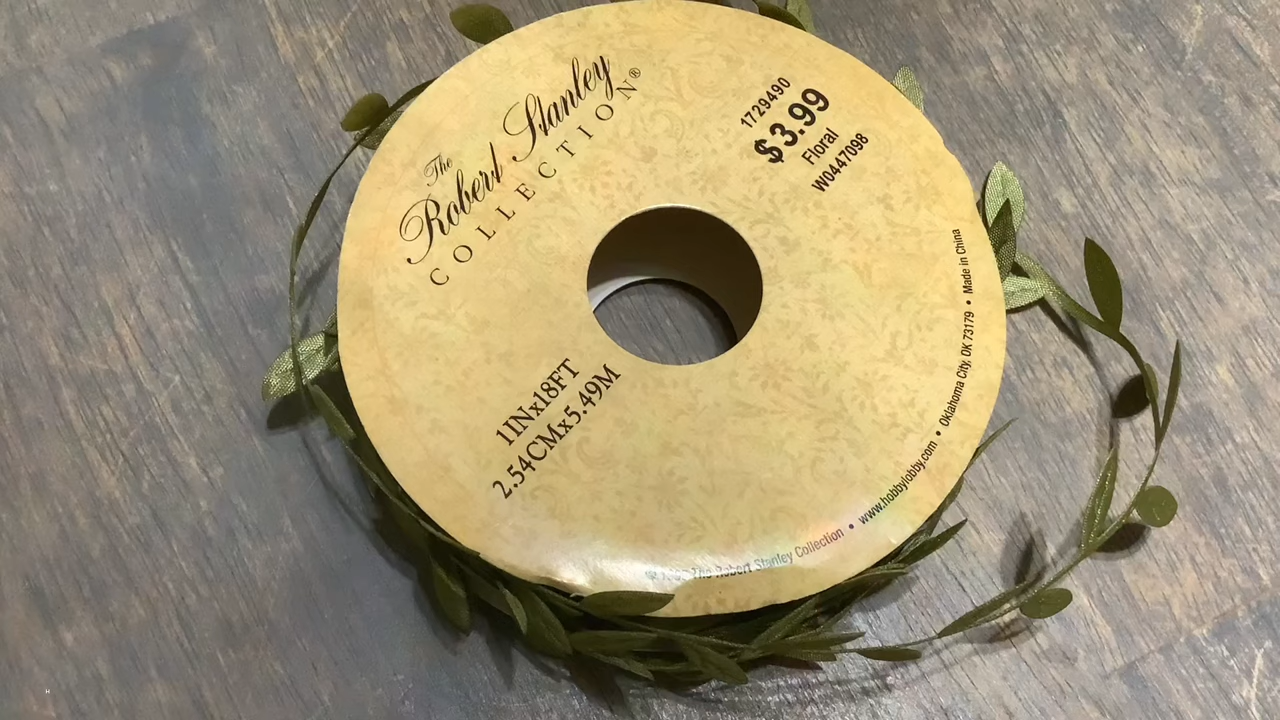 The
Robert Stanley
COLLECTION®
1729490
$3.99
Floral
W0447098
1INx18FT
2.54CMx5.49M
The Robert Stanley Collection • www.hobbylobby.com • Oklahoma City, OK 73179 • Made in China
H